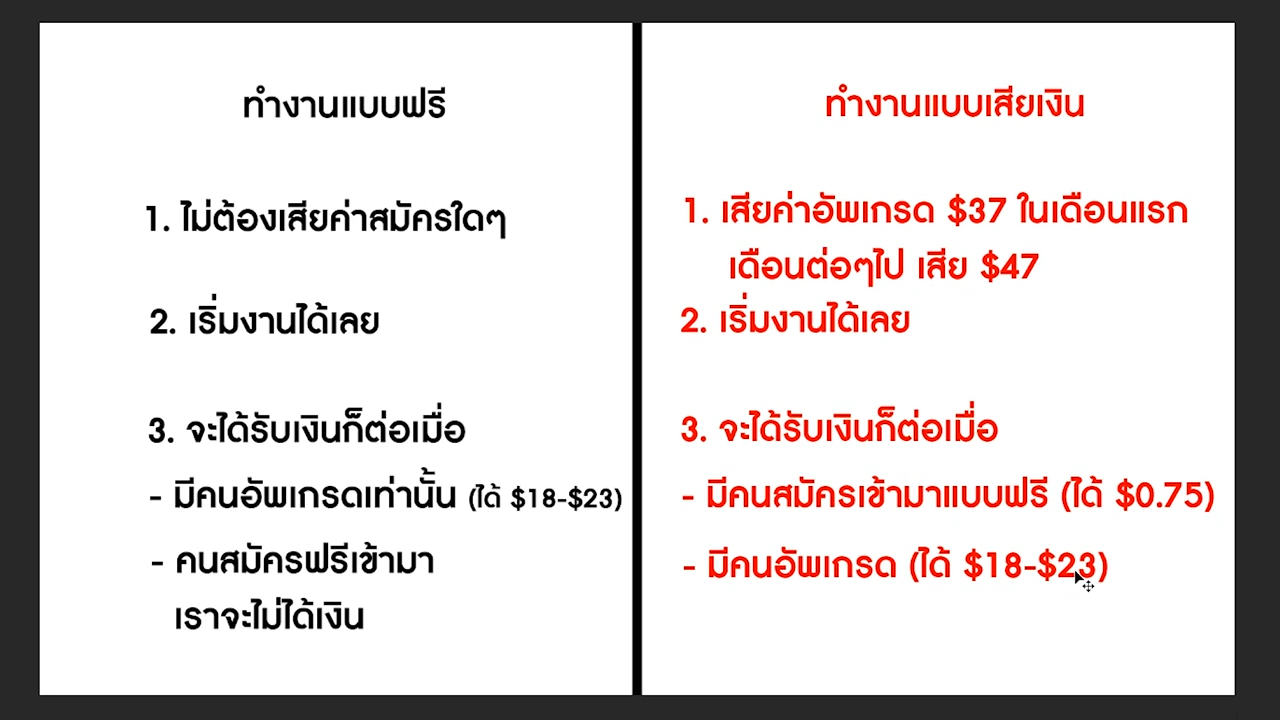 ทำงานแบบฟรี
1. ไม่ต้องเสียค่าสมัครใดๆ
2. เริ่มงานได้เลย
3. จะได้รับเงินก็ต่อเมื่อ
- มีคนอัพเกรดเท่านั้น (ได้ $18-$23)
- คนสมัครฟรีเข้ามา
เราจะไม่ได้เงิน
ทำงานแบบเสียเงิน
1. เสียค่าอัพเกรด $37 ในเดือนแรก
เดือนต่อๆไป เสีย $47
2. เริ่มงานได้เลย
3. จะได้รับเงินก็ต่อเมื่อ
- มีคนสมัครเข้ามาแบบฟรี (ได้ $0.75)
- มีคนอัพเกรด (ได้ $18-$23)